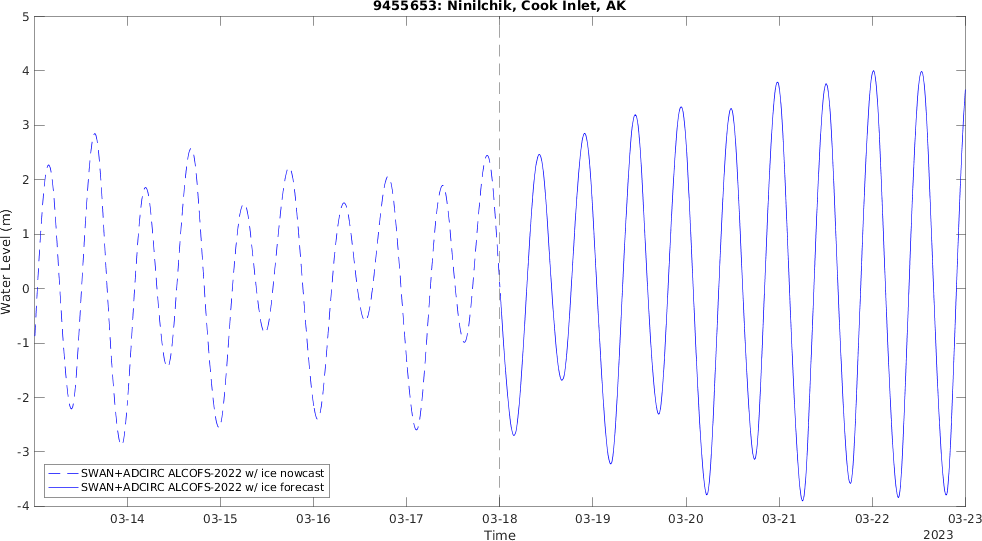 9455653: Ninilchik, Cook Inlet, AK
5
4
3
2
1
0
-1
-2
-3
-4
Water Level (m)
SWAN+ADCIRC ALCOFS-2022 w/ ice nowcast
SWAN+ADCIRC ALCOFS-2022 w/ ice forecast
03-14 03-15 03-16 03-17 03-18 03-19 03-20 03-21 03-22 03-23
Time
2023